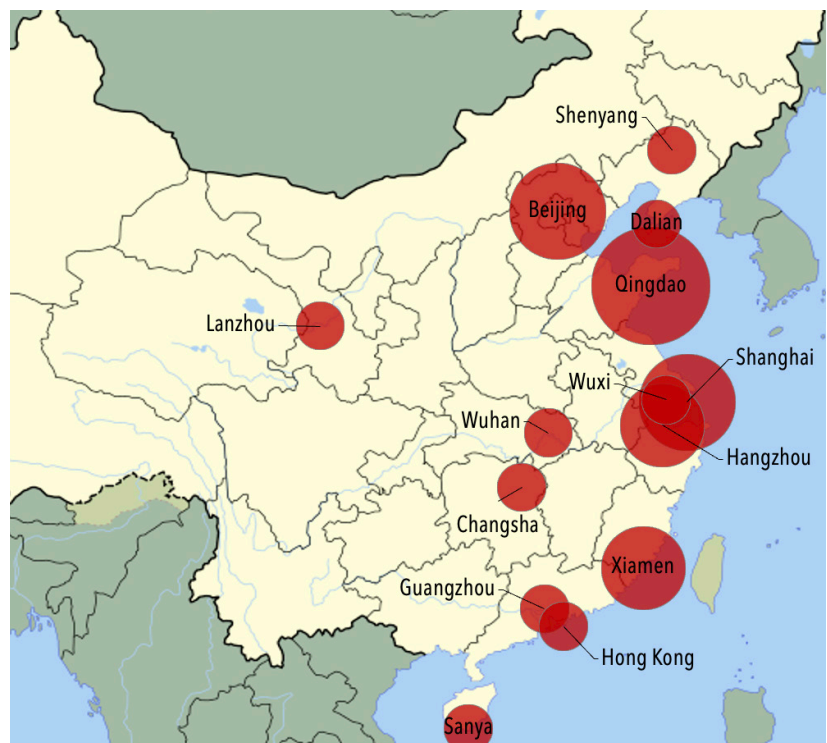 Shenyang
Beijing
Dalian
Qingdao
Lanzhou
Shanghai
Wuxi
Wuhan
Hangzhou
Changsha
Xiamen
Guangzhou
Hong Kong
Sanya